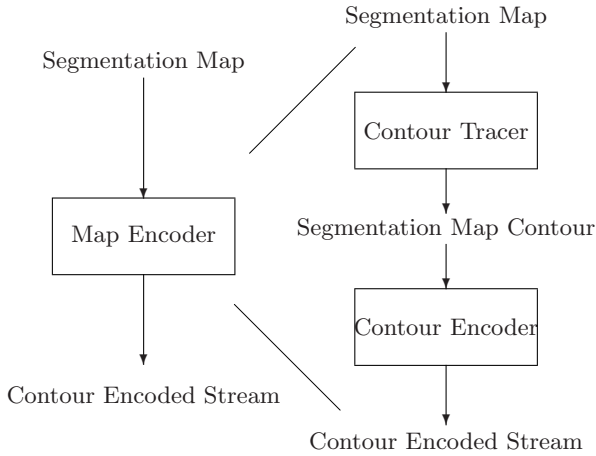 Segmentation Map
Map Encoder
Contour Encoded Stream
Segmentation Map
Contour Tracer
Segmentation Map Contour
Contour Encoder
Contour Encoded Stream